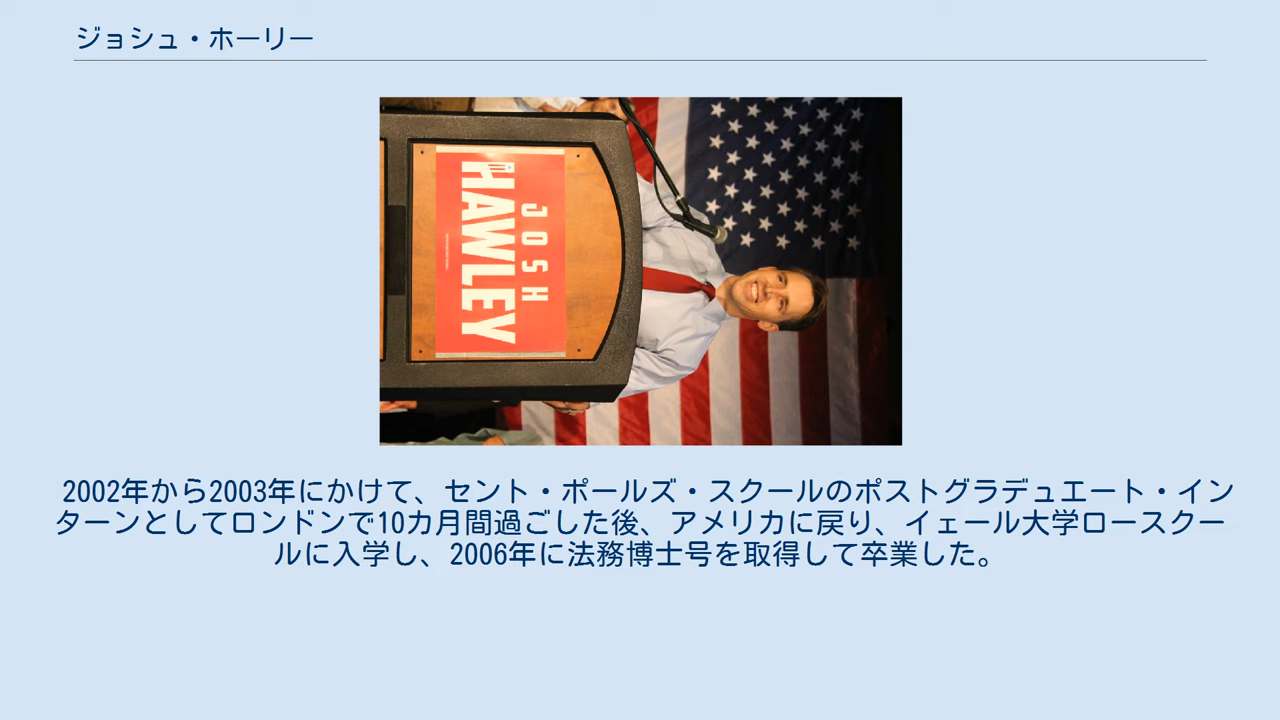 ジョシュ・ホーリー
JOSH
HAWLEY
2002年から2003年にかけて、セント・ポールズ・スクールのポストグラデュエート・イン
ターンとしてロンドンで10カ月間過ごした後、アメリカに戻り、イェール大学ロースクー
ルに入学し、2006年に法務博士号を取得して卒業した。